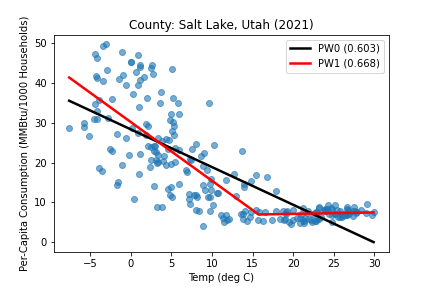 County: Salt Lake, Utah (2021)
PW0 (0.603)
PW1 (0.668)
Per-Capita Consumption (MMBtu/1000 Households)
50
40
30
20
10
0
−5 0 5 10 15 20 25 30
Temp (deg C)